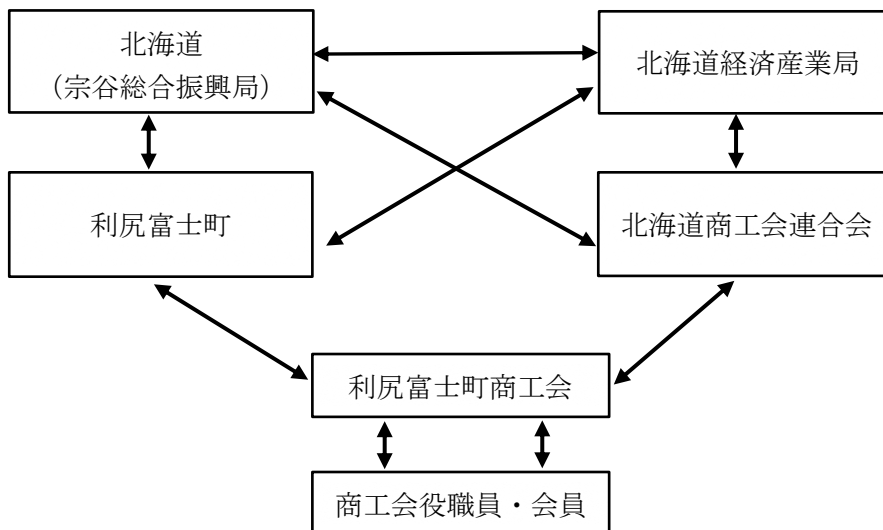 北海道
(宗谷総合振興局)
北海道経済産業局
利尻富士町
北海道商工会連合会
利尻富士町商工会
商工会役職員・会員